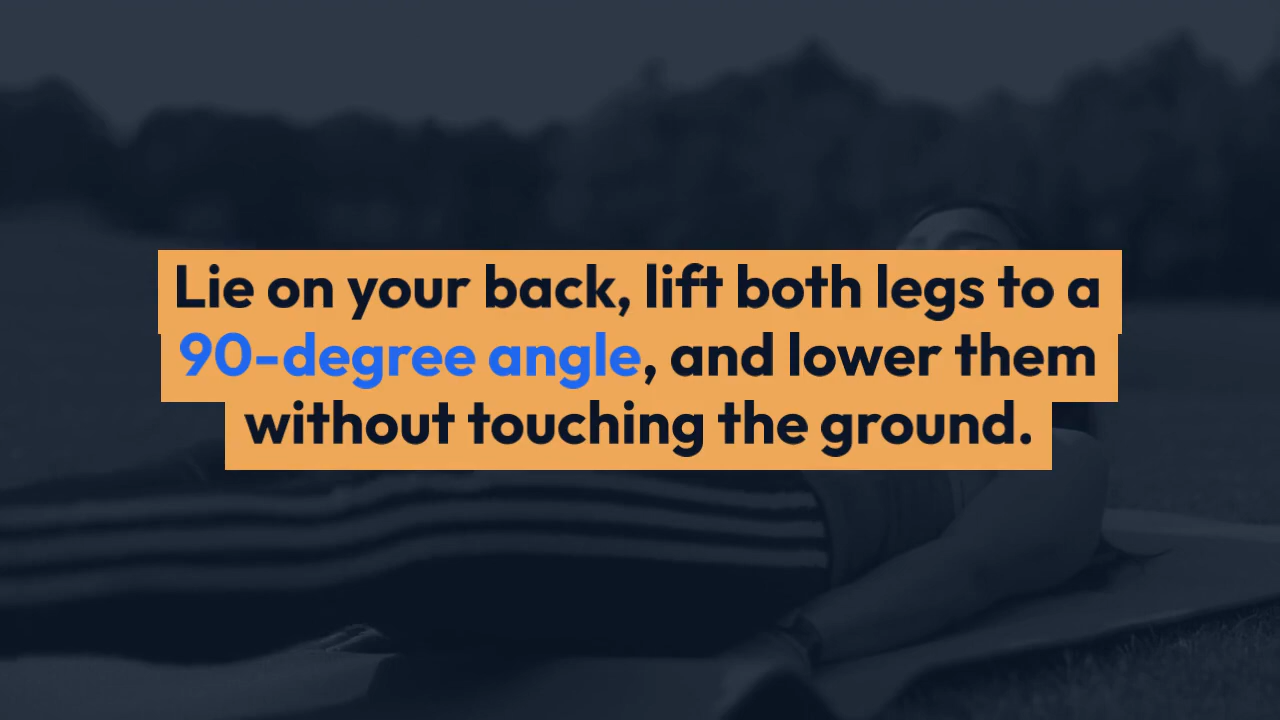 Lie on your back, lift both legs to a
90-degree angle, and lower them
without touching the ground.